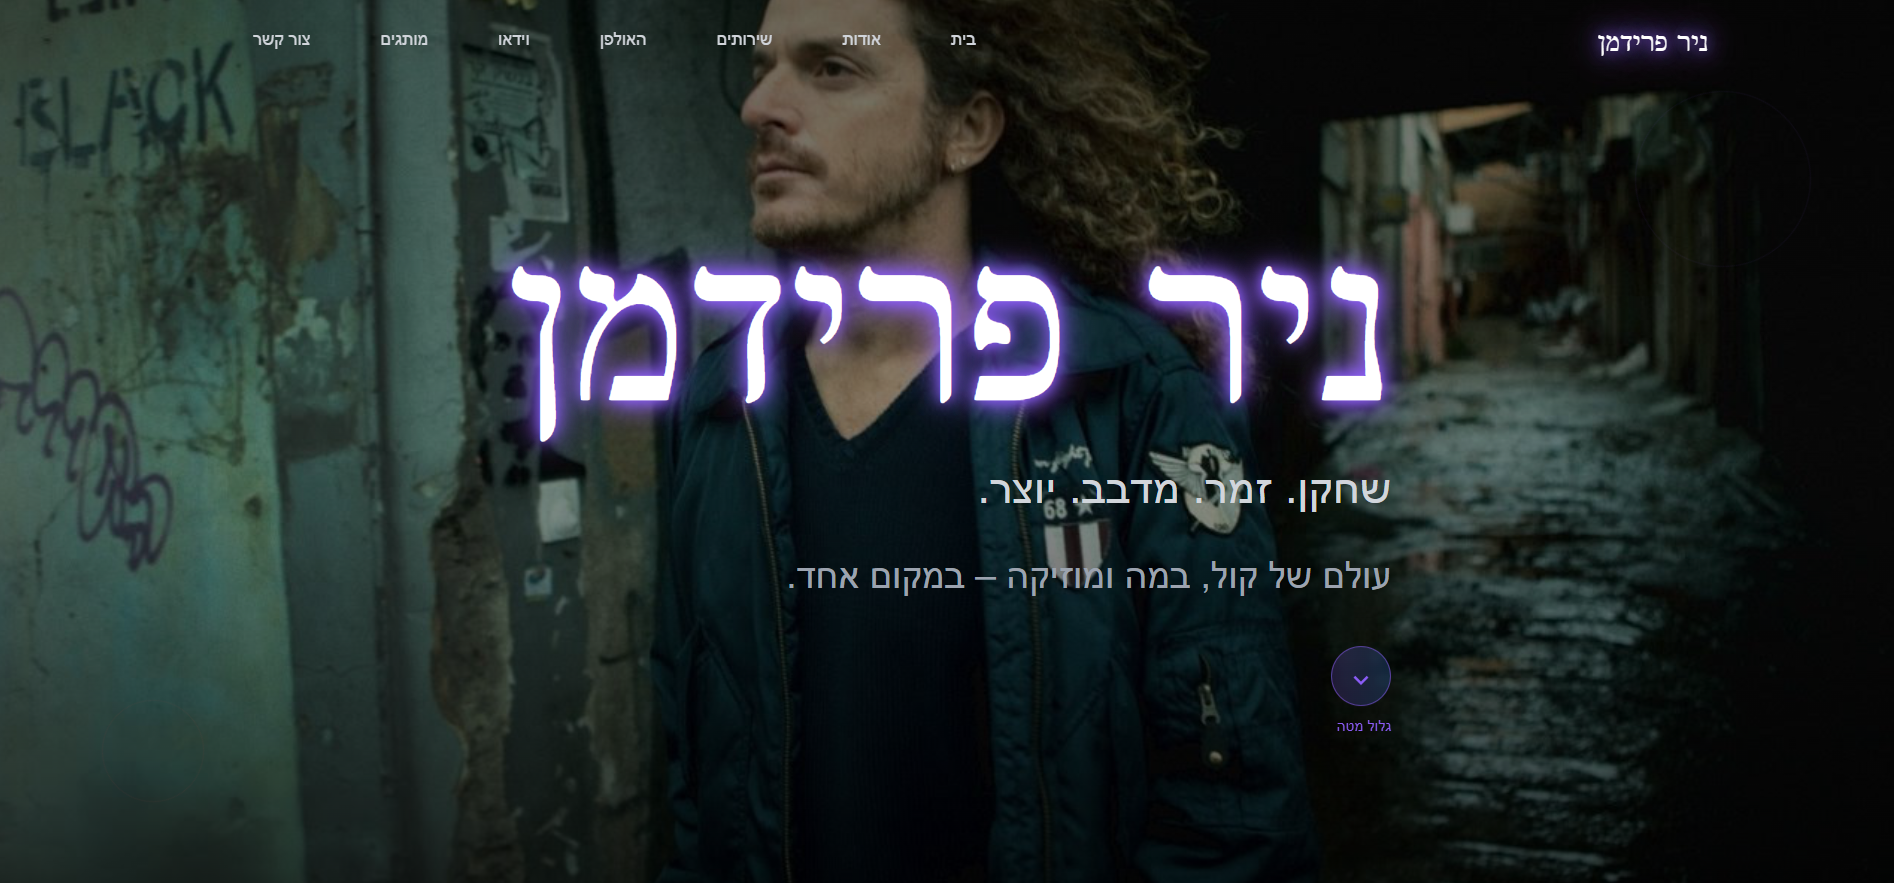 ניר פרידמן
בית
אודות
שירותים
האולפן
וידאו
מותגים
צור קשר
BLACK
ניר פרידמן
שחקן. זמר. מדבב. יוצר.
68
עולם של קול, במה ומוזיקה – במקום אחד.
גלול מטה